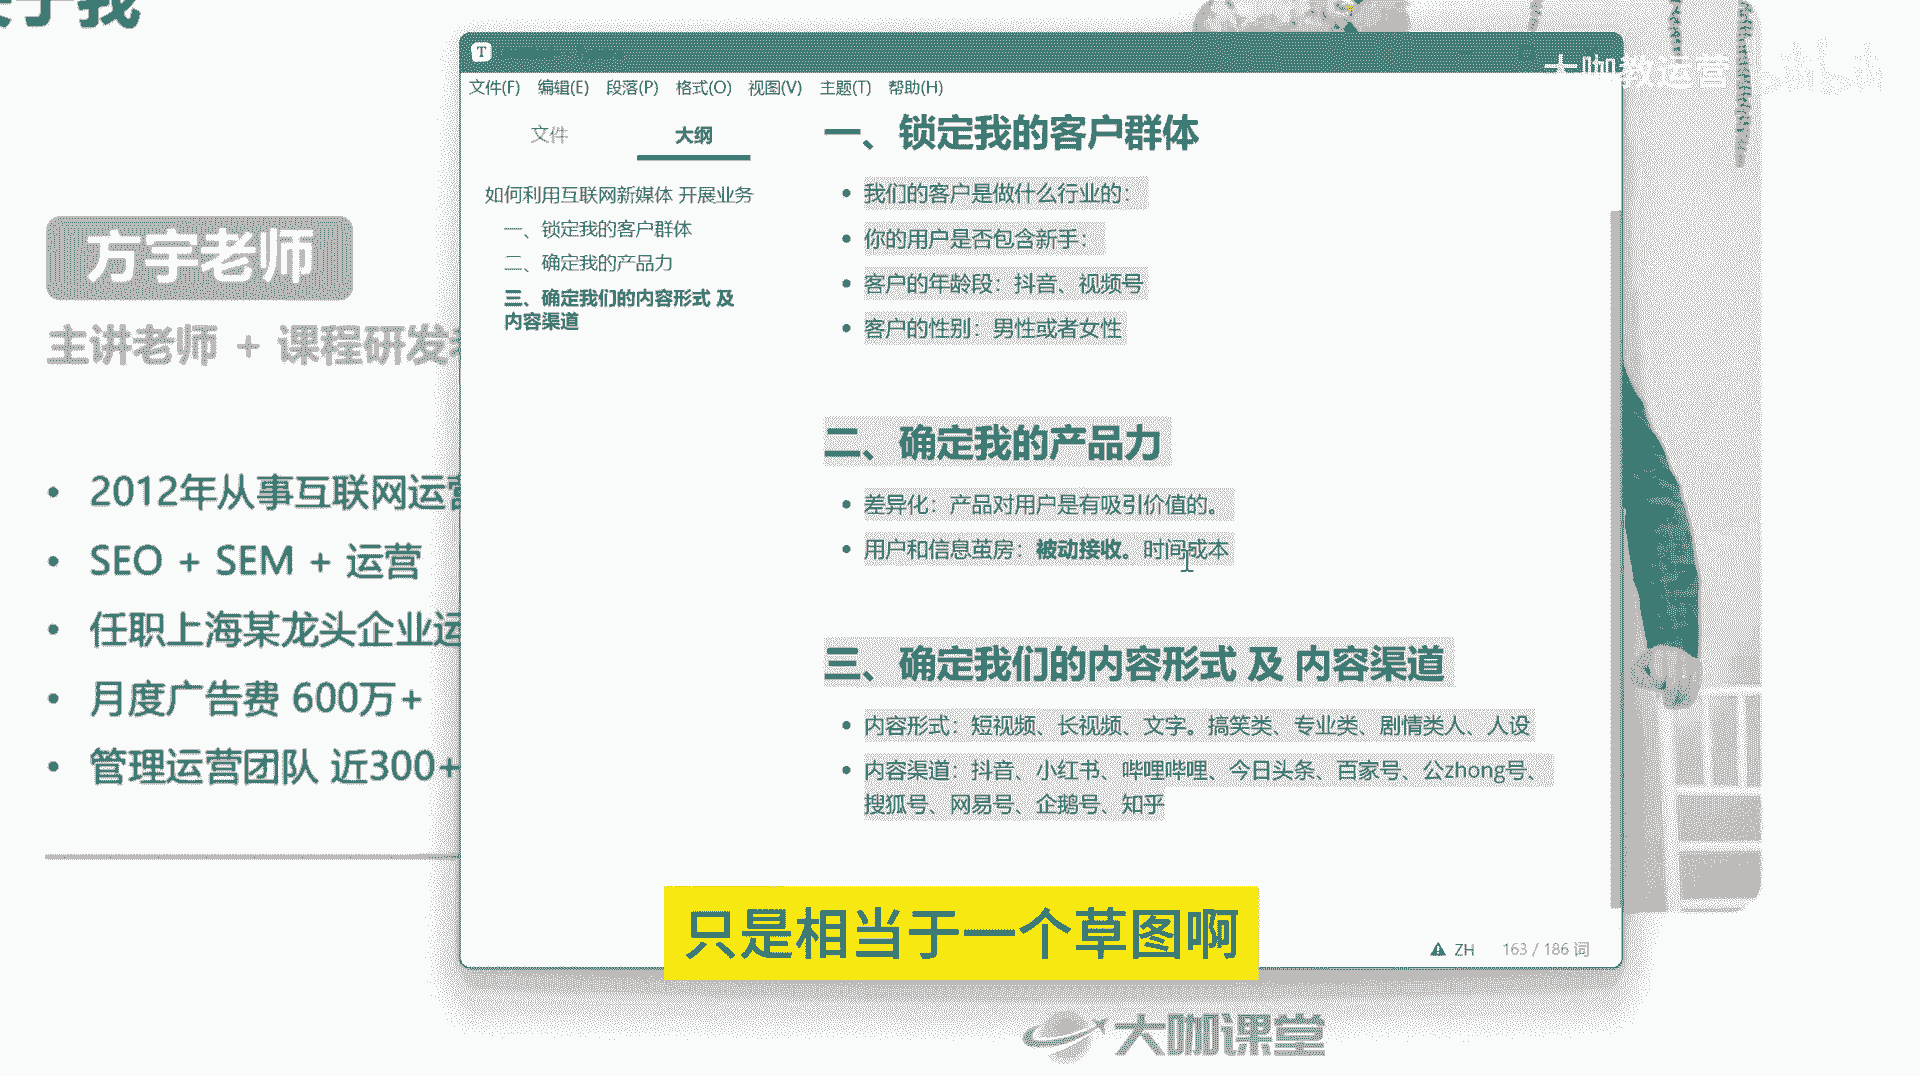 大咖教运营
文件(F) 编辑(E) 段落(P) 格式(O) 视图(V) 主题(T) 帮助(H)
文件 大纲
如何利用互联网新媒体 开展业务
一、锁定我的客户群体
二、确定我的产品力
三、确定我们的内容形式 及
内容渠道
一、锁定我的客户群体
我们的客户是做什么行业的：
你的用户是否包含新手：
客户的年龄段：抖音、视频号
客户的性别：男性或者女性
二、确定我的产品力
差异化：产品对用户是有吸引价值的。
用户和信息茧房：被动接收。时间成本
三、确定我们的内容形式 及 内容渠道
内容形式：短视频、长视频、文字。搞笑类、专业类、剧情类人、人设
内容渠道：抖音、小红书、哔哩哔哩、今日头条、百家号、公zhong号、
搜狐号、网易号、企鹅号、知乎
ZH 163 / 186 词
方宇老师
主讲老师 + 课程研发
2012年从事互联网运营
SEO + SEM + 运营
任职上海某龙头企业运
月度广告费 600万+
管理运营团队 近300+
只是相当于一个草图啊
大咖课堂